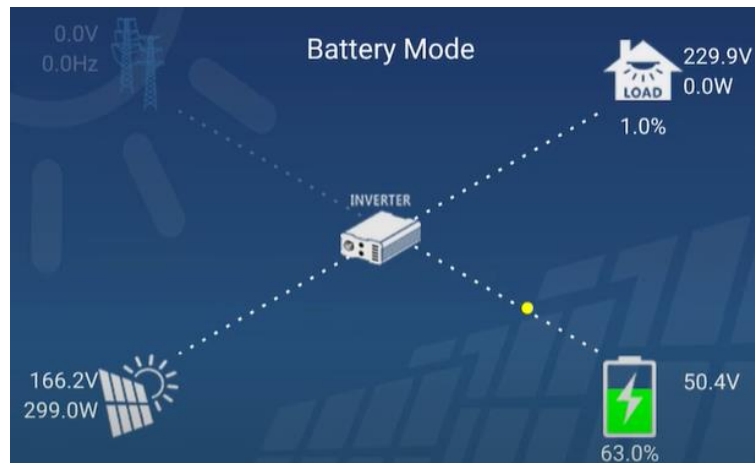 0.0V
0.0Hz
Battery Mode
229.9V
0.0W
LOAD
1.0%
INVERTER
166.2V
299.0W
50.4V
63.0%